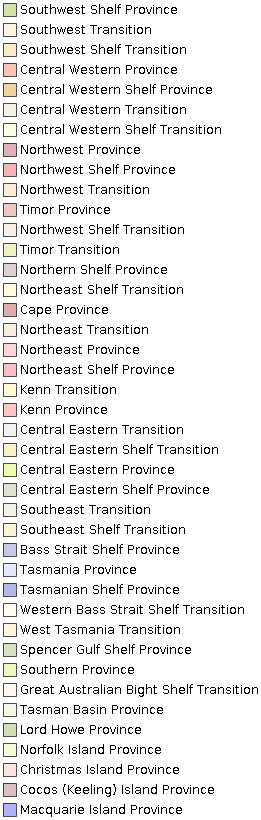 Southwest Shelf Province
Southwest Transition
Southwest Shelf Transition
Central Western Province
Central Western Shelf Province
Central Western Transition
Central Western Shelf Transition
Northwest Province
Northwest Shelf Province
Northwest Transition
Timor Province
Northwest Shelf Transition
Timor Transition
Northern Shelf Province
Northeast Shelf Transition
Cape Province
Northeast Transition
Northeast Province
Northeast Shelf Province
Kenn Transition
Kenn Province
Central Eastern Transition
Central Eastern Shelf Transition
Central Eastern Province
Central Eastern Shelf Province
Southeast Transition
Southeast Shelf Transition
Bass Strait Shelf Province
Tasmania Province
Tasmanian Shelf Province
Western Bass Strait Shelf Transition
West Tasmania Transition
Spencer Gulf Shelf Province
Southern Province
Great Australian Bight Shelf Transition
Tasman Basin Province
Lord Howe Province
Norfolk Island Province
Christmas Island Province
Cocos (Keeling) Island Province
Macquarie Island Province